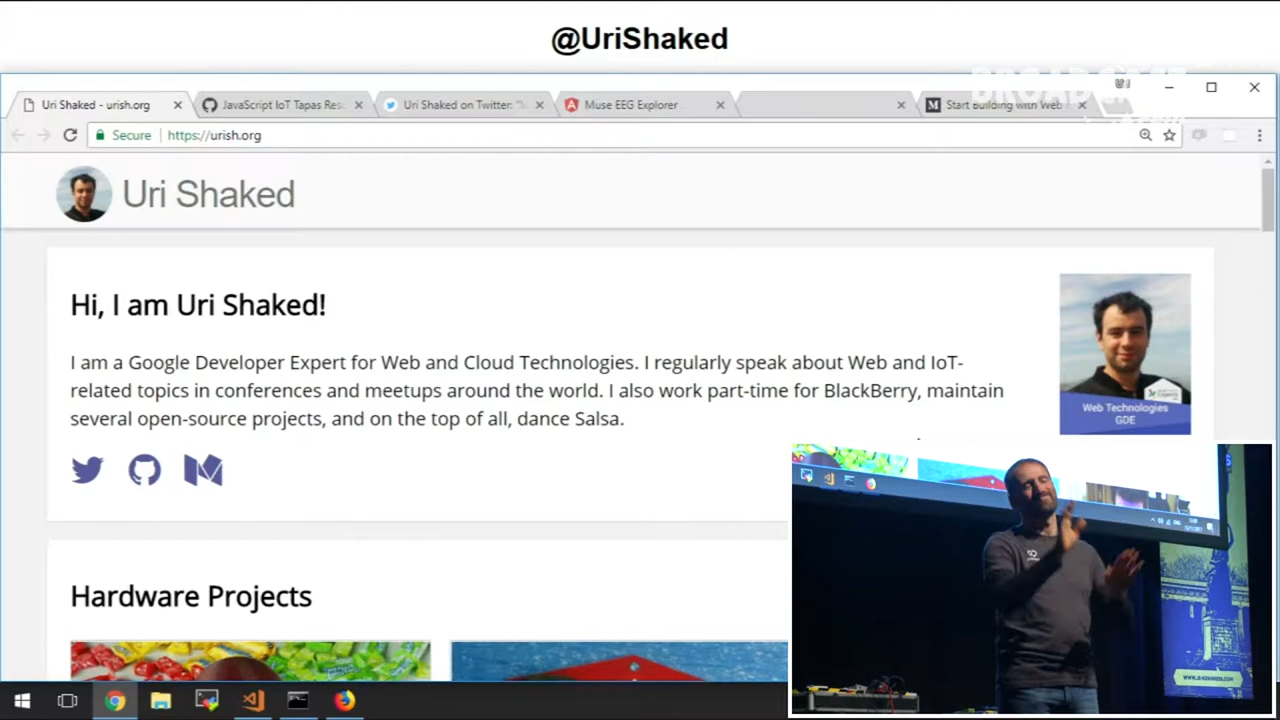 @UriShaked
Uri Shaked - urish.org
JavaScript IoT Tapas Res
Uri Shaked on Twitter: "
Muse EEG Explorer
Start Building with Web
Uri
Secure
https://urish.org
Uri Shaked
Hi, I am Uri Shaked!
I am a Google Developer Expert for Web and Cloud Technologies. I regularly speak about Web and IoT-
related topics in conferences and meetups around the world. I also work part-time for BlackBerry, maintain
several open-source projects, and on the top of all, dance Salsa.
Web Technologies
GDE
Hardware Projects